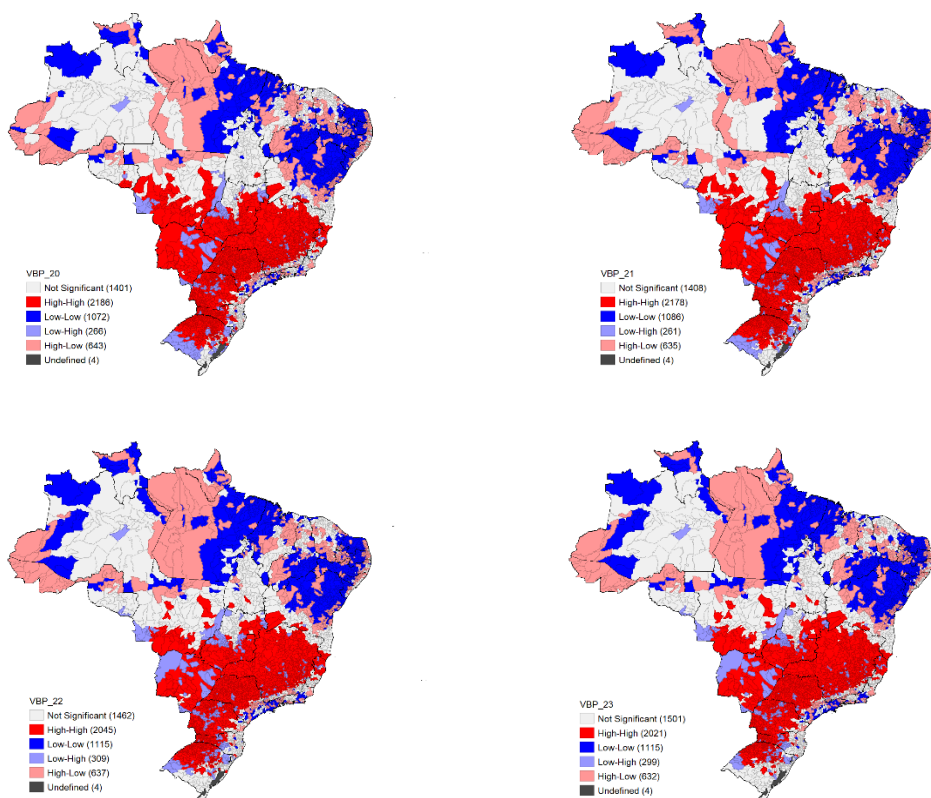 VBP_20
Not Significant (1401)
High-High (2186)
Low-Low (1072)
Low-High (266)
High-Low (643)
Undefined (4)
VBP_21
Not Significant (1408)
High-High (2178)
Low-Low (1086)
Low-High (261)
High-Low (635)
Undefined (4)
VBP_22
Not Significant (1462)
High-High (2045)
Low-Low (1115)
Low-High (309)
High-Low (637)
Undefined (4)
VBP_23
Not Significant (1501)
High-High (2021)
Low-Low (1115)
Low-High (299)
High-Low (632)
Undefined (4)